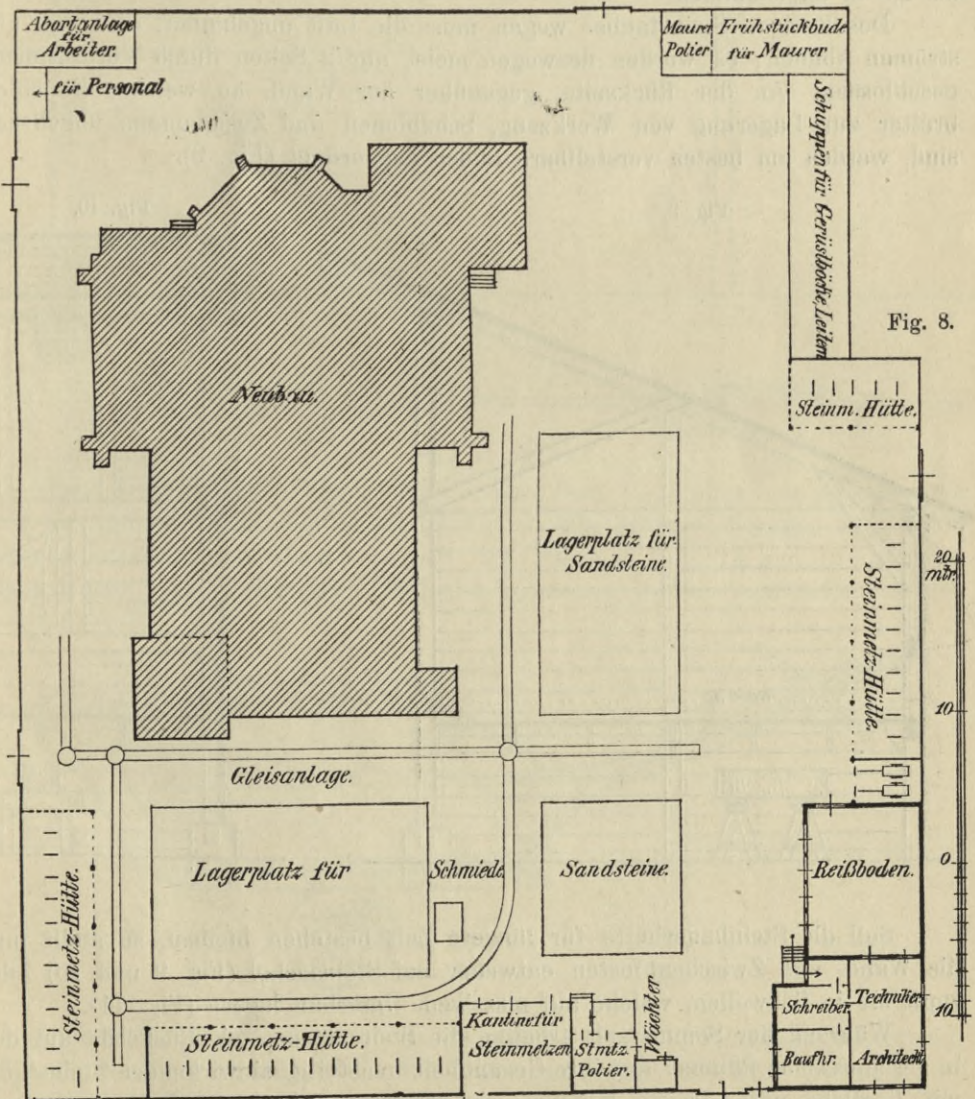 Abortanlage
für
Arbeiter.
für Personal
Maurer
Polier
Frühstückbude
für Maurer
Schuppen für Gerüstböcke, Leitern
Fig. 8.
Steinm. Hütte.
Neubau.
Lagerplatz für
Sandsteine.
Steinmetz-Hütte.
20
mtr.
10
0
10
Gleisanlage.
Lagerplatz für
Schmiede
Sandsteine.
Reißboden.
Steinmetz-Hütte.
Steinmetz-Hütte.
Kantine für
Steinmetzen
Stmtz.
Polier.
Wächter
Schreiber
Techniker
Baufhr.
Architekt